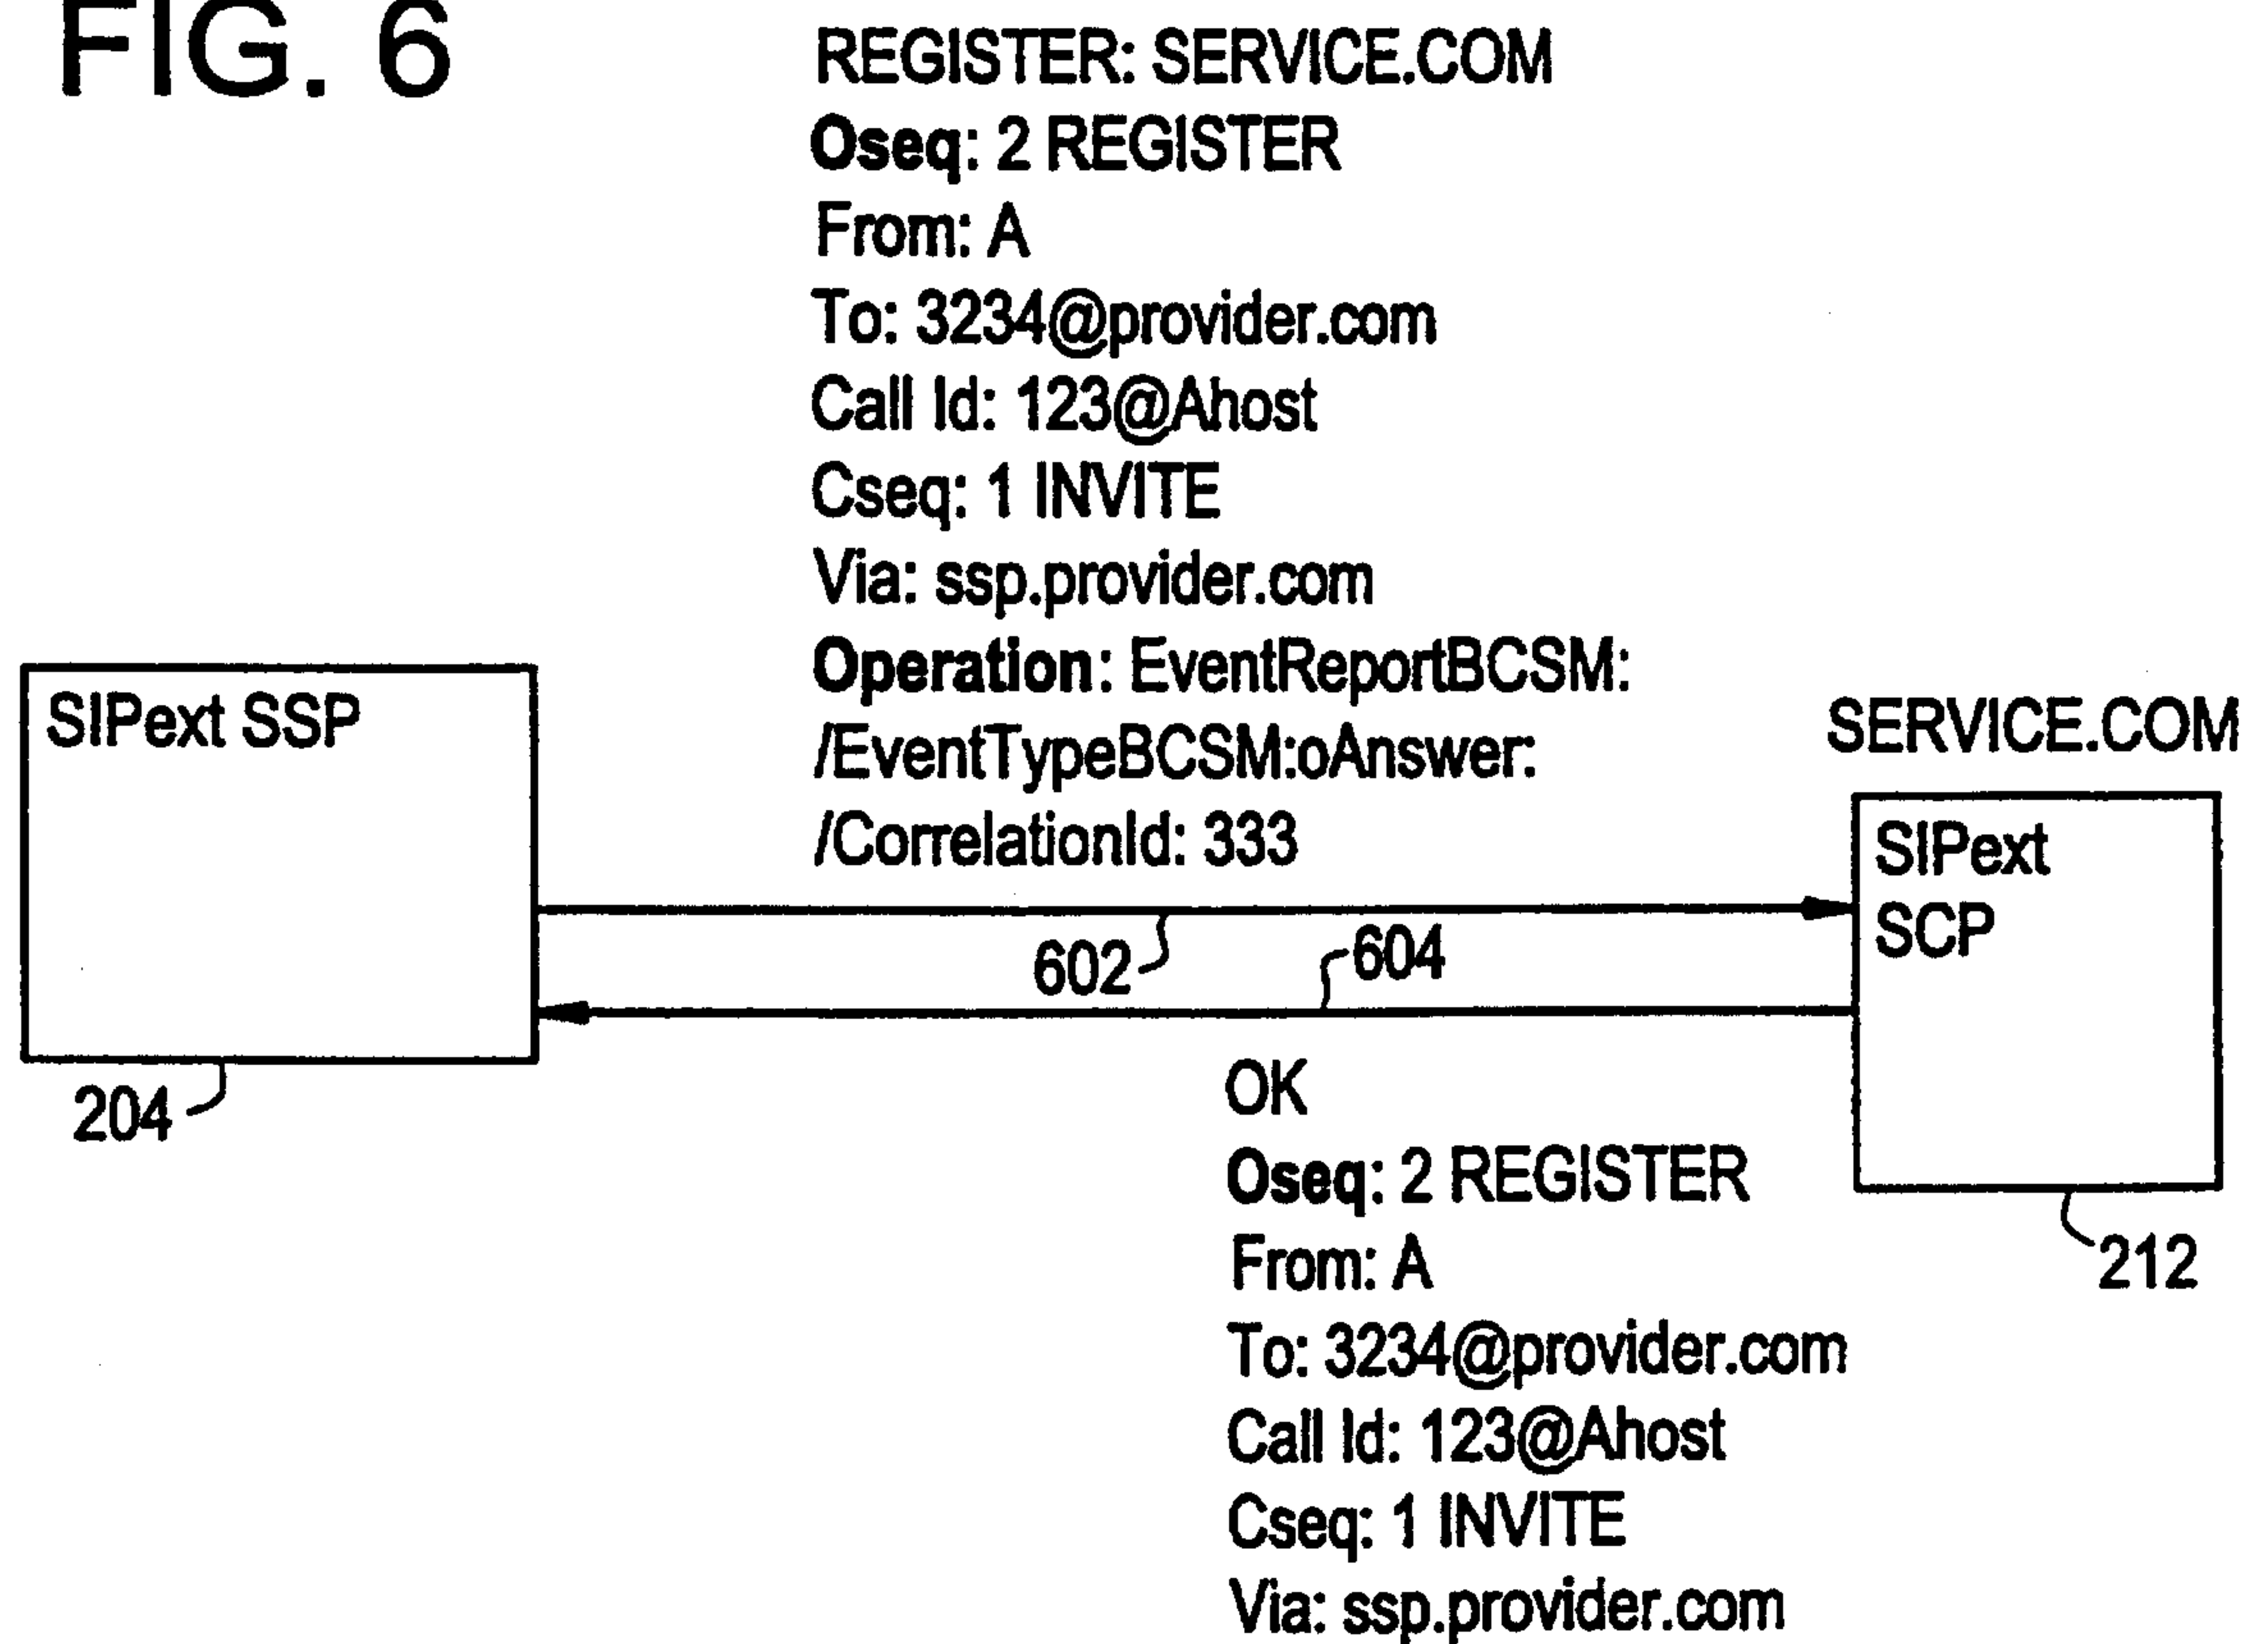 FIG. 6
REGISTER: SERVICE.COM
Oseq: 2 REGISTER
From: A
To: 3234@provider.com
Call Id: 123@Ahost
Cseq: 1 INVITE
Via: ssp.provider.com
Operation: EventReportBCSM:
/EventTypeBCSM:oAnswer:
/CorrelationId: 333
SIPext SSP
SERVICE.COM
SIPext
SCP
602
604
204
OK
Oseq: 2 REGISTER
From: A
To: 3234@provider.com
Call Id: 123@Ahost
Cseq: 1 INVITE
Via: ssp.provider.com
212